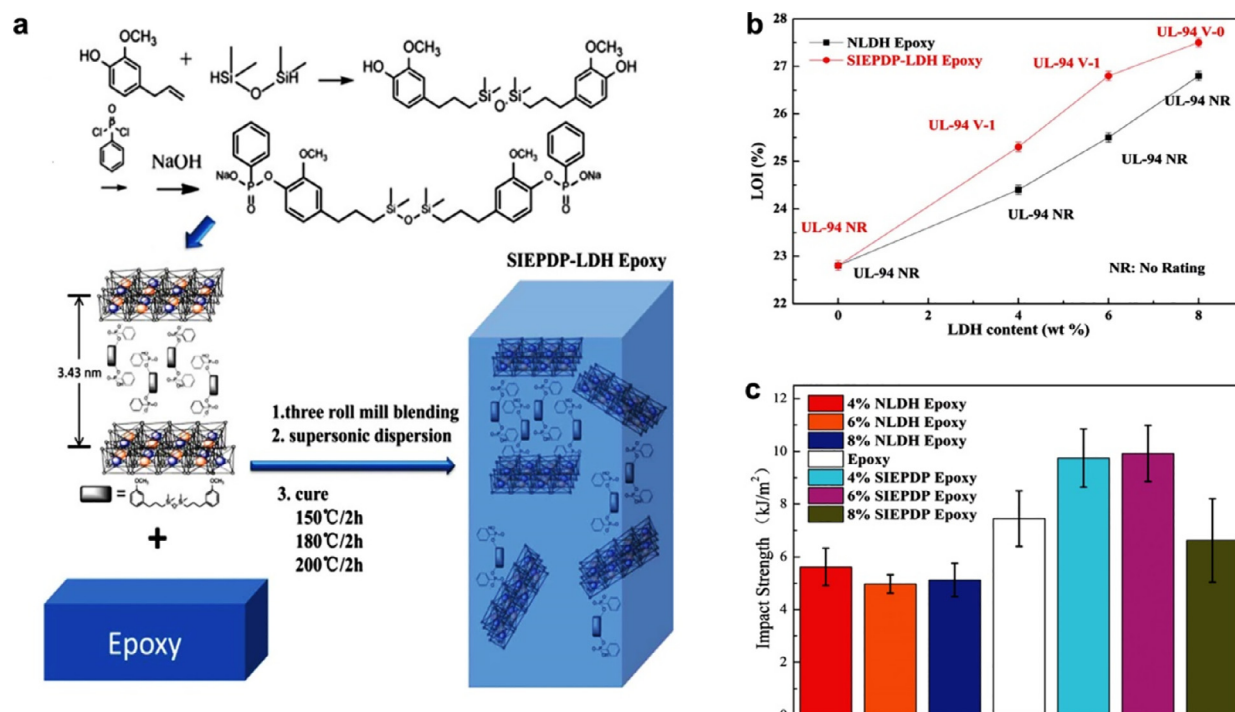 a
OCH₃
HO
+
HSi
SiH
O
HO
OCH₃
Si
Si
O
OCH₃
OH
O
Cl
P
Cl
NaOH
NaO
P
O
O
OCH₃
Si
Si
O
OCH₃
O
P
ONa
O
3.43 nm
=
OCH₃
OCH₃
+
Epoxy
1.three roll mill blending
2. supersonic dispersion
3. cure
150℃/2h
180℃/2h
200℃/2h
SIEPDP-LDH Epoxy
b
LOI (%)
28
27
26
25
24
23
22
NLDH Epoxy
SIEPDP-LDH Epoxy
UL-94 V-0
UL-94 V-1
UL-94 V-1
UL-94 NR
UL-94 NR
UL-94 NR
UL-94 NR
UL-94 NR
NR: No Rating
0
2
4
6
8
LDH content (wt %)
c
Impact Strength (kJ/m²)
12
10
8
6
4
2
0
4% NLDH Epoxy
6% NLDH Epoxy
8% NLDH Epoxy
Epoxy
4% SIEPDP Epoxy
6% SIEPDP Epoxy
8% SIEPDP Epoxy